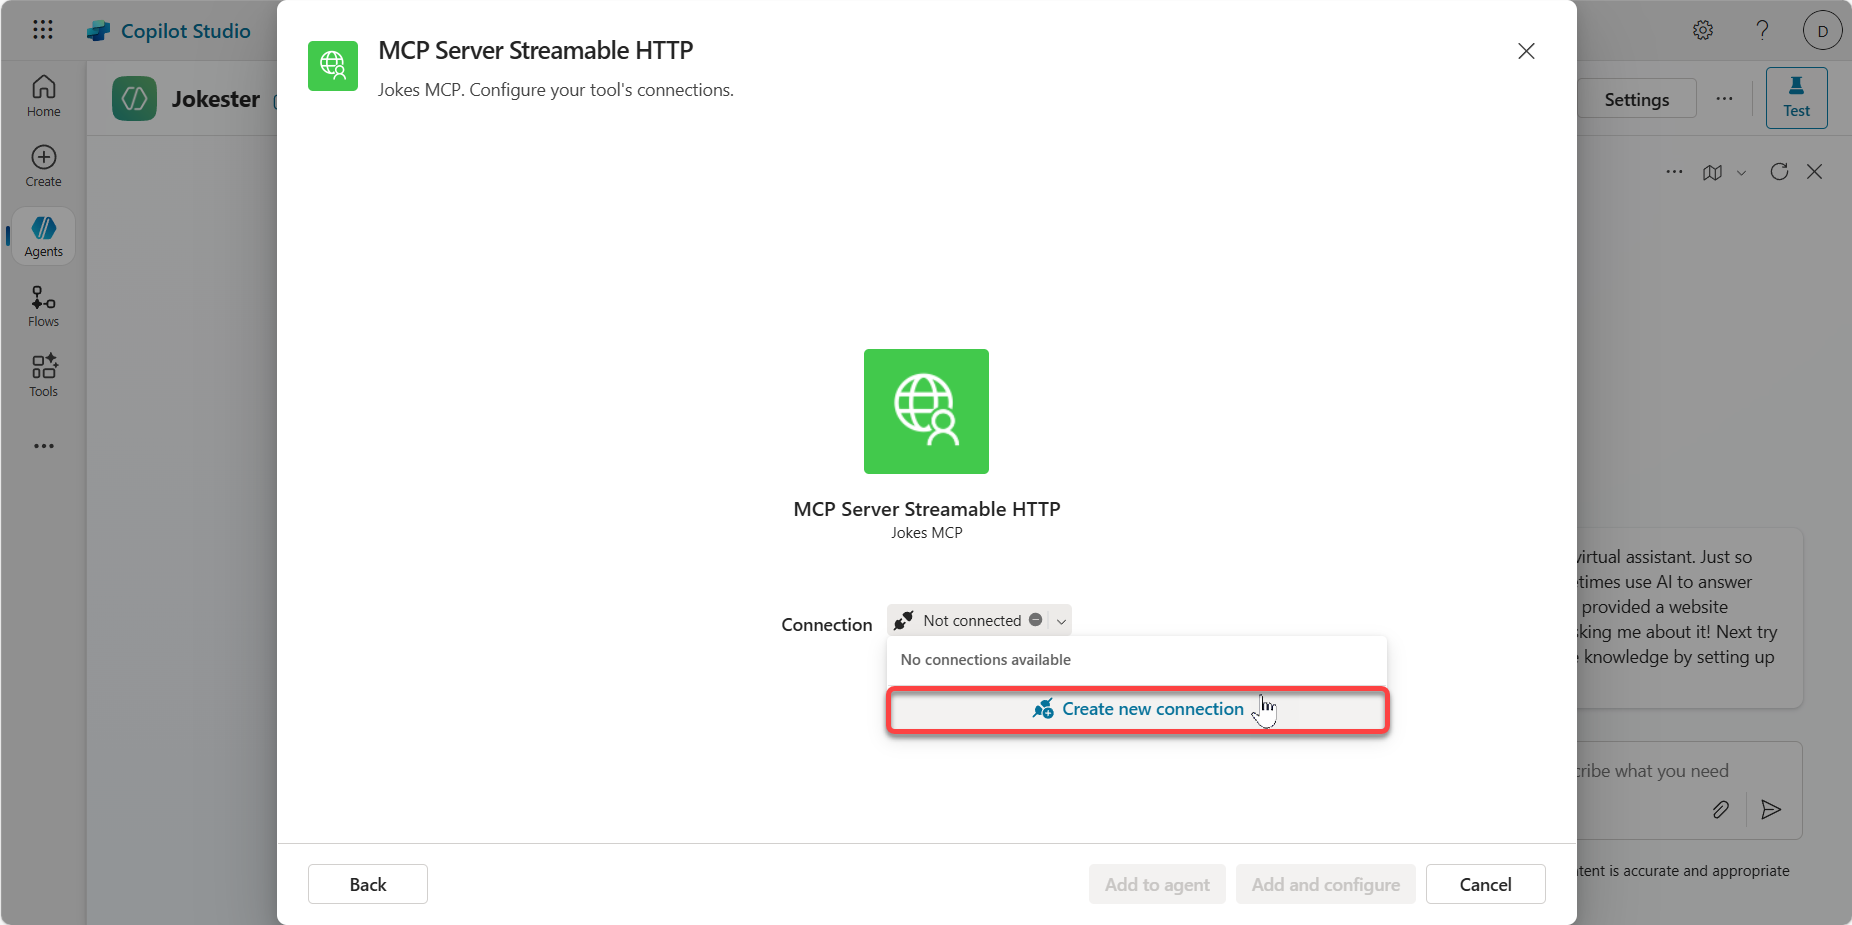 Copilot Studio
D
Home
Create
Agents
Flows
Tools
Jokester
Settings
Test
MCP Server Streamable HTTP
Jokes MCP. Configure your tool's connections.
MCP Server Streamable HTTP
Jokes MCP
Connection
Not connected
No connections available
Create new connection
virtual assistant. Just so
times use AI to answer
provided a website
king me about it! Next try
knowledge by setting up
cribe what you need
tent is accurate and appropriate
Back
Add to agent
Add and configure
Cancel